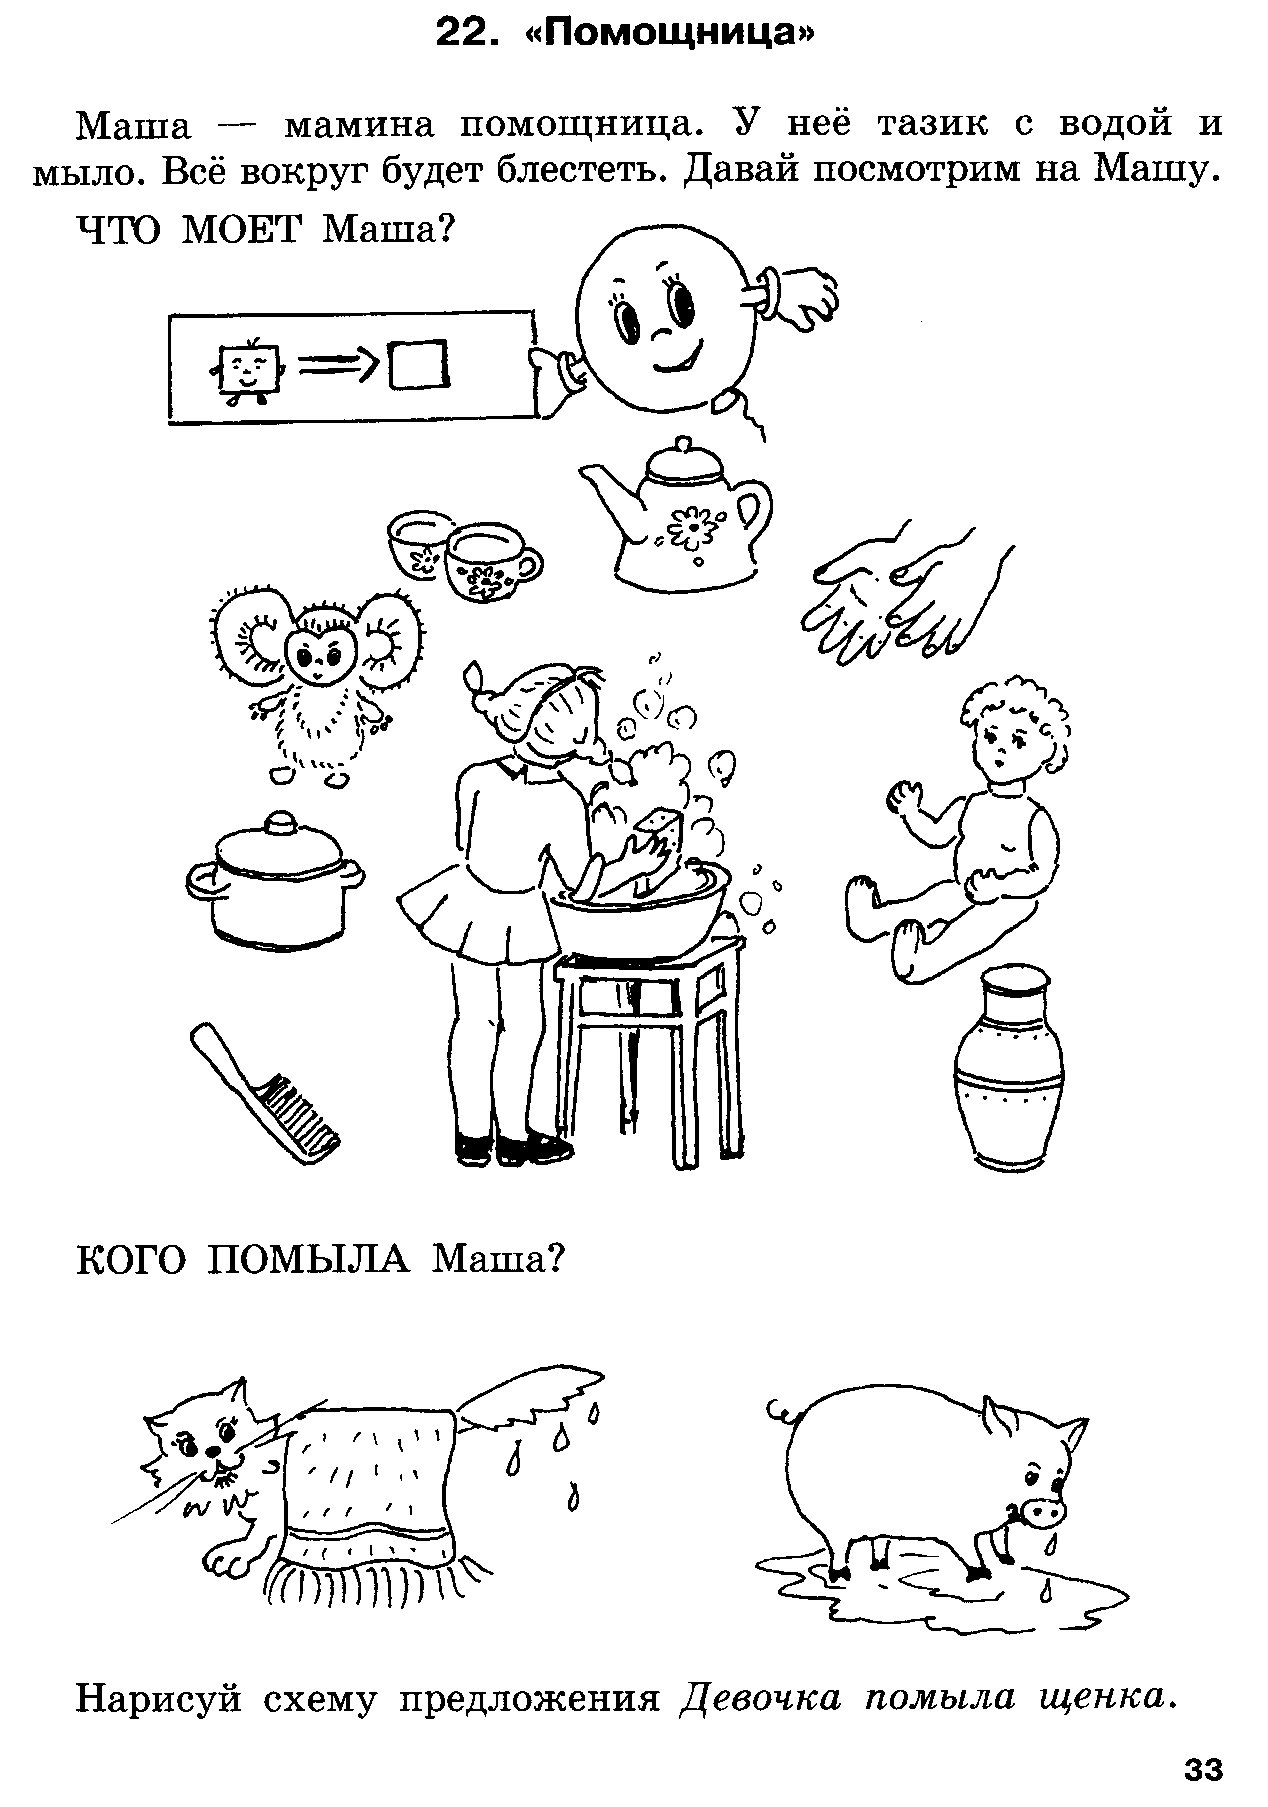 22. «Помощница»
Маша — мамина помощница. У неё тазик с водой и
мыло. Всё вокруг будет блестеть. Давай посмотрим на Машу.
ЧТО МОЕТ Маша?
КОГО ПОМЫЛА Маша?
Нарисуй схему предложения Девочка помыла щенка.
33